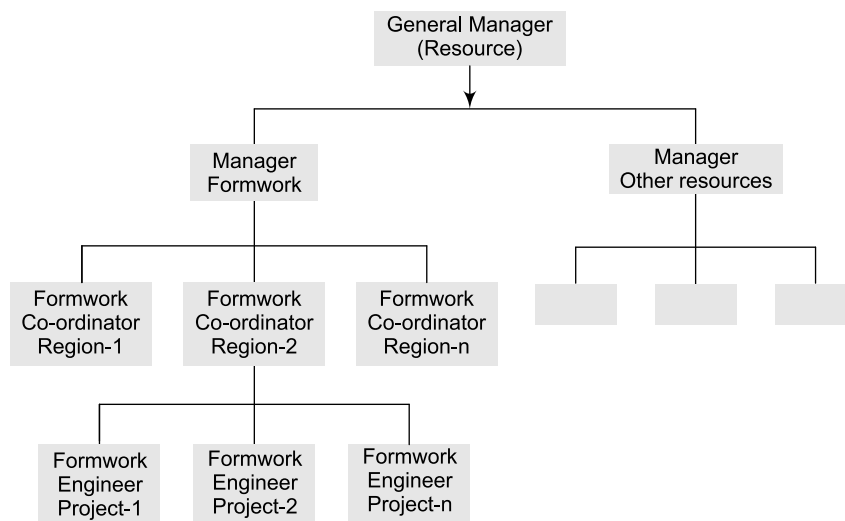 General Manager
(Resource)
Manager
Formwork
Manager
Other resources
Formwork
Co-ordinator
Region-1
Formwork
Co-ordinator
Region-2
Formwork
Co-ordinator
Region-n
Formwork
Engineer
Project-1
Formwork
Engineer
Project-2
Formwork
Engineer
Project-n